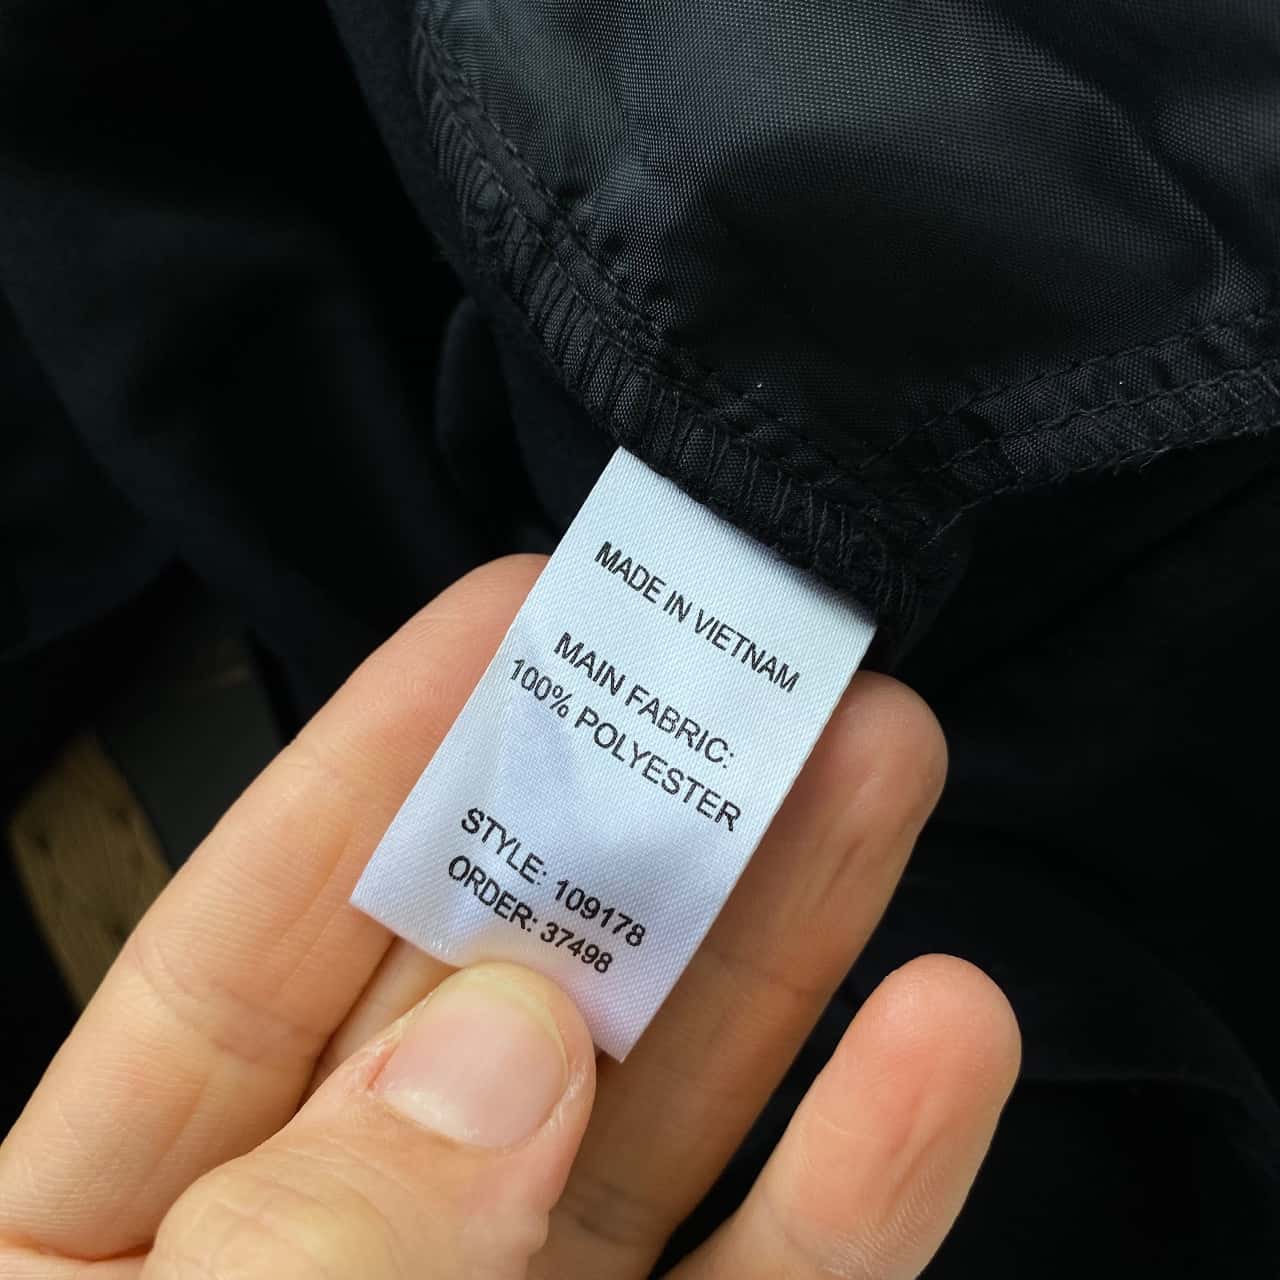 MADE IN VIETNAM
MAIN FABRIC:
100% POLYESTER
STYLE: 109178
ORDER: 37498